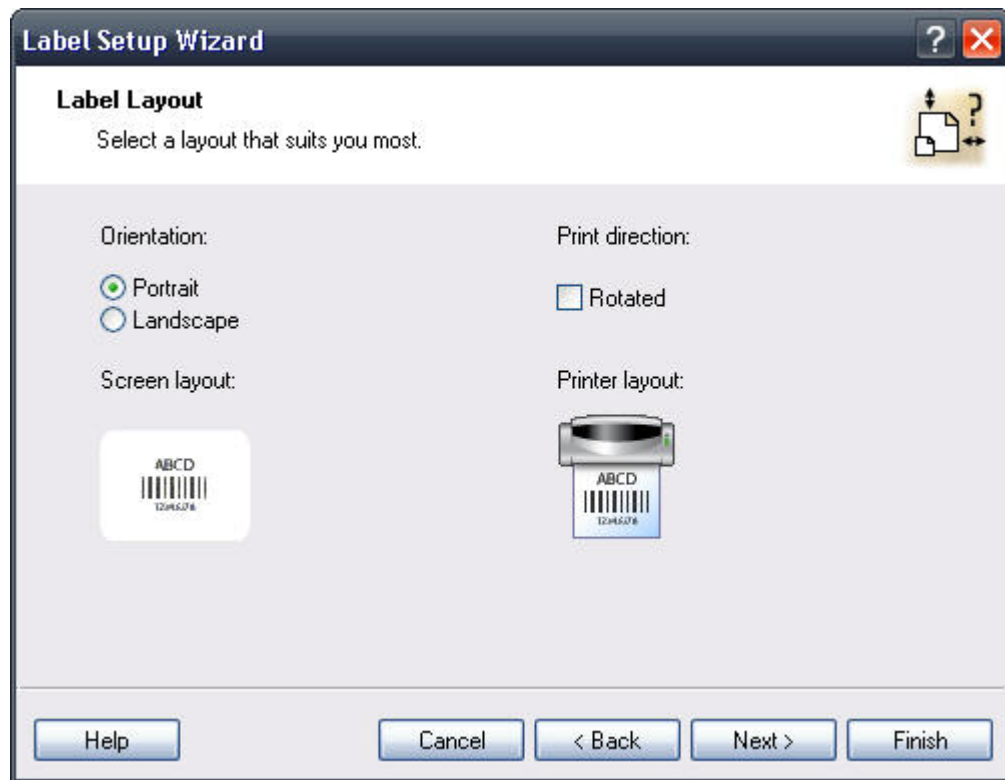 Label Setup Wizard
?
Label Layout
?
Select a layout that suits you most.
Orientation:
Print direction:
Portrait
Rotated
Landscape
Screen layout:
Printer layout:
ABCD
ABCD
Help
Cancel
< Back
Next >
Finish